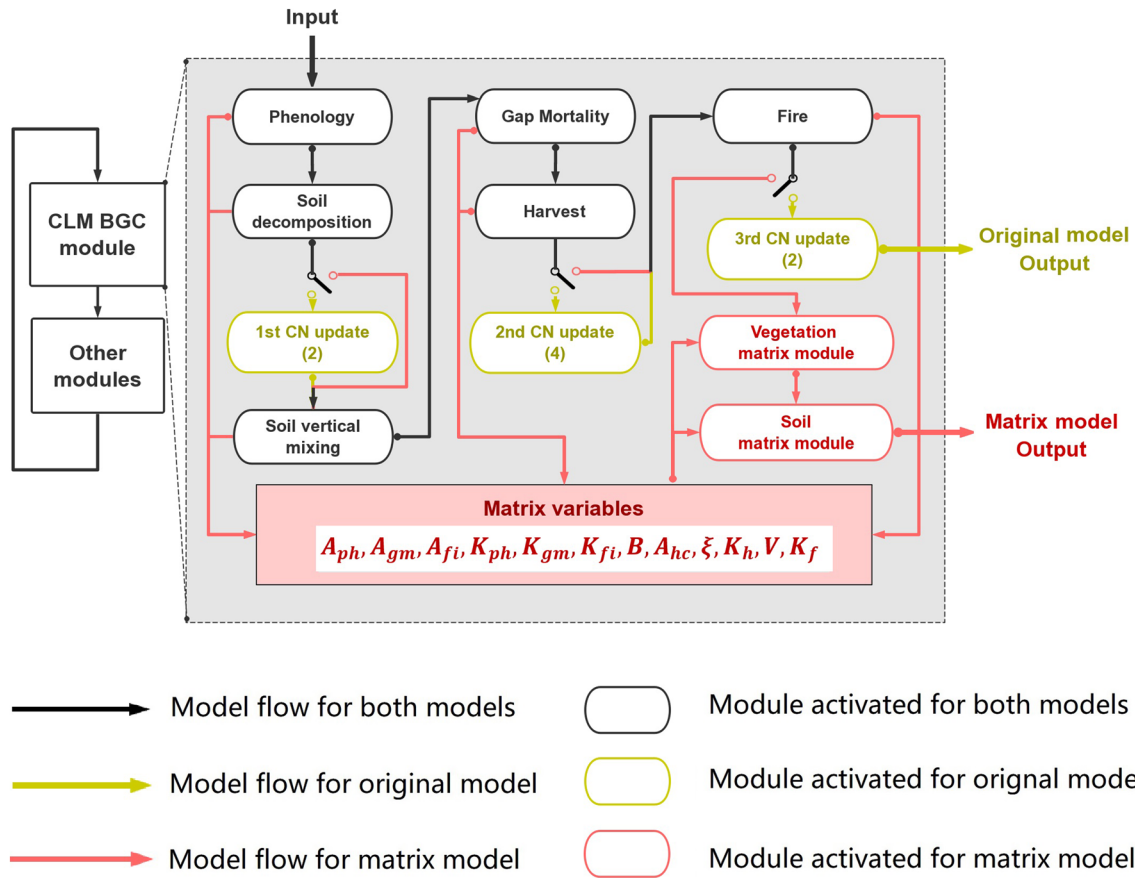 Input
Phenology
Gap Mortality
Fire
CLM BGC
module
Soil
decomposition
Harvest
3rd CN update
(2)
Original model
Output
1st CN update
(2)
2nd CN update
(4)
Vegetation
matrix module
Other
modules
Soil vertical
mixing
Soil
matrix module
Matrix model
Output
Matrix variables
A_ph, A_gm, A_fi, K_ph, K_gm, K_fi, B, A_hc, ξ, K_h, V, K_f
Model flow for both models
Module activated for both models
Model flow for original model
Module activated for orignal mode
Model flow for matrix model
Module activated for matrix model